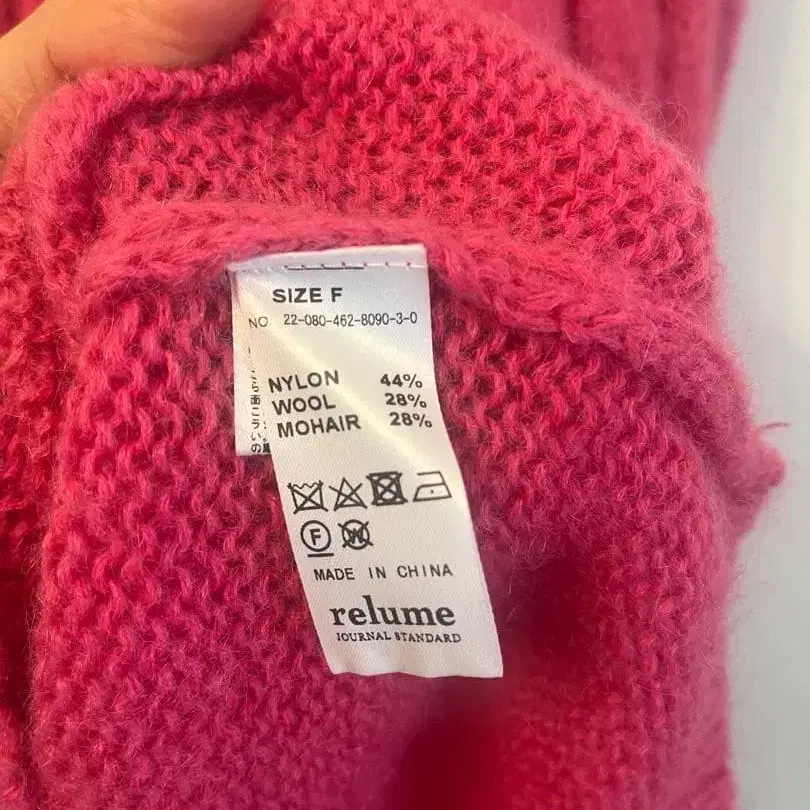 SIZE F
NO. 22-080-462-8090-3-0
NYLON 44%
WOOL 28%
MOHAIR 28%
F W
MADE IN CHINA
relume
JOURNAL STANDARD